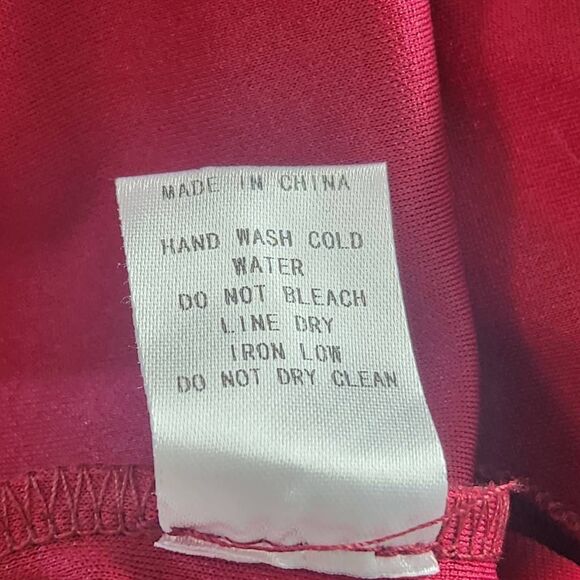 MADE IN CHINA
HAND WASH COLD
WATER
DO NOT BLEACH
LINE DRY
IRON LOW
DO NOT DRY CLEAN